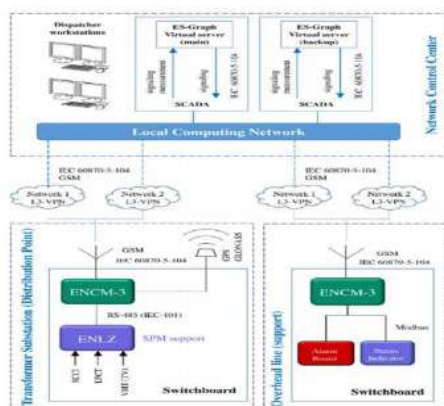 Dispatcher
workstations
ES-Graph
Virtual server
(main)
signaling
measurement
signaling
IEC 60870-5-104
SCADA
ES-Graph
Virtual server
(backup)
signaling
measurement
signaling
IEC 60870-5-104
SCADA
Network Control Center
Local Computing Network
IEC 60870-5-104
GSM
IEC 60870-5-104
GSM
Network 1
L3-VPN
Network 2
L3-VPN
Network 1
L3-VPN
Network 2
L3-VPN
Transformer Substation (Distribution Point)
GSM
IEC 60870-5-104
GPS
GLONASS
ENCM-3
RS-485 (IEC-101)
ENLZ
SPM support
Switchboard
Overhead line (support)
GSM
IEC 60870-5-104
ENCM-3
Modbus
Alarm
Board
Status
Indicator
Switchboard